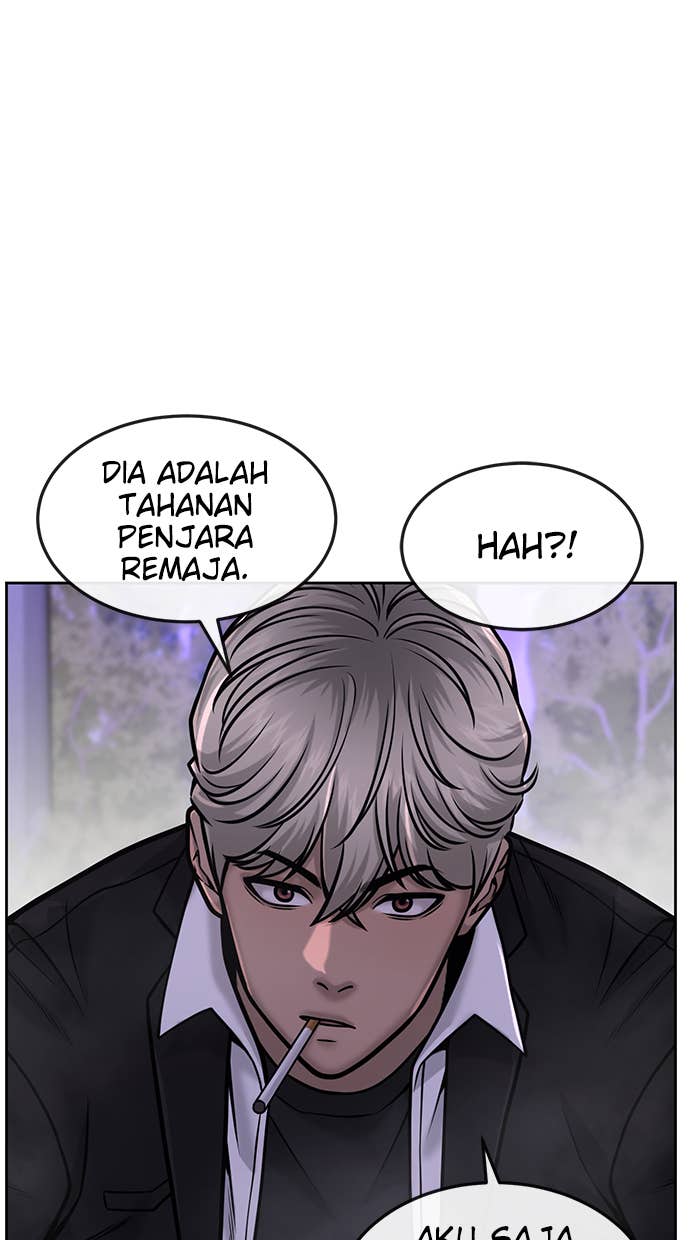 DIA ADALAH
TAHANAN
PENJARA
REMAJA.
HAH?!
AKU SAJA